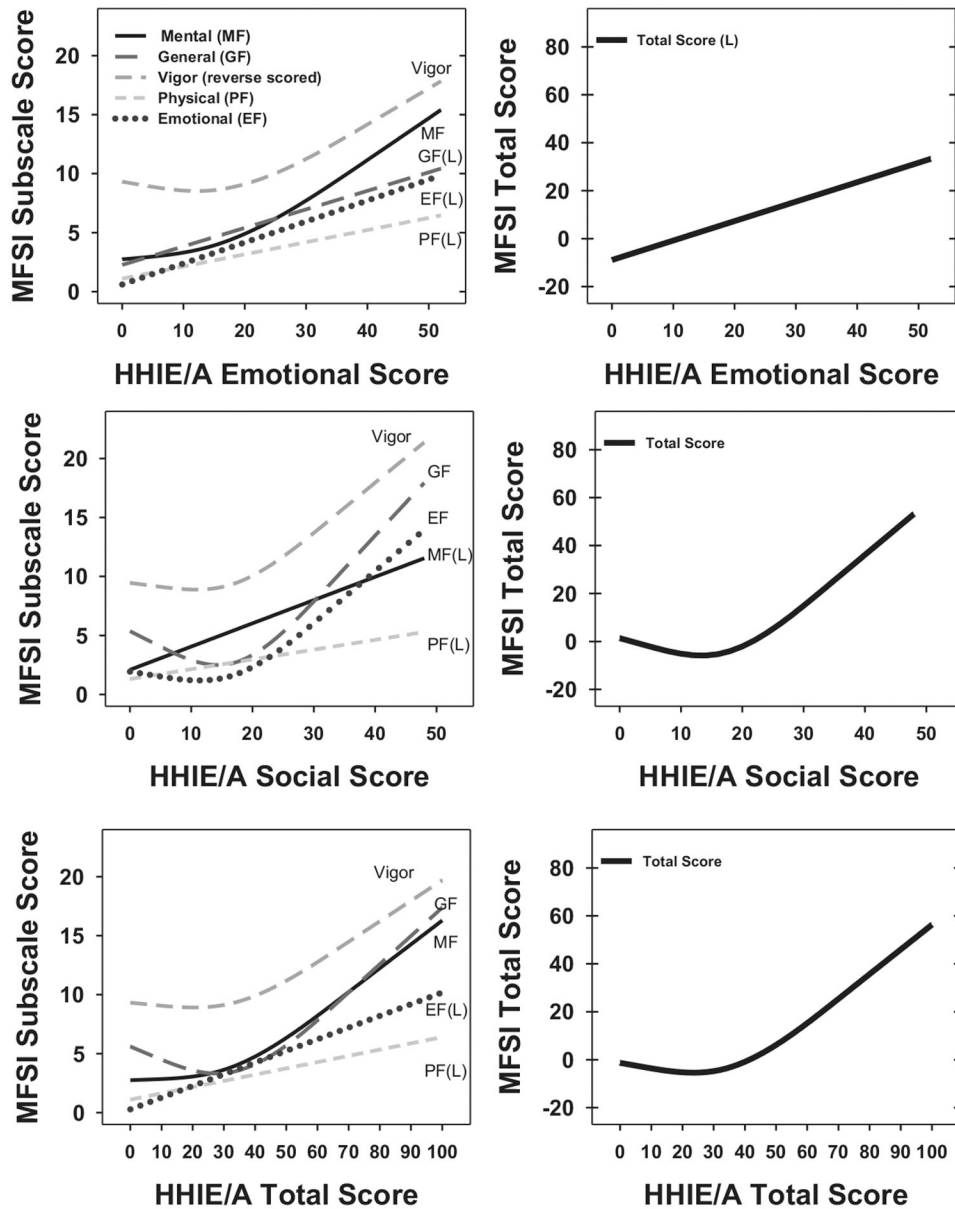 MFSI Subscale Score
20
15
10
5
0
Mental (MF)
General (GF)
Vigor (reverse scored)
Physical (PF)
Emotional (EF)
Vigor
MF
GF(L)
EF(L)
PF(L)
0 10 20 30 40 50
HHIE/A Emotional Score
MFSI Total Score
80
60
40
20
0
-20
Total Score (L)
0 10 20 30 40 50
HHIE/A Emotional Score
MFSI Subscale Score
20
15
10
5
0
Vigor
GF
EF
MF(L)
PF(L)
0 10 20 30 40 50
HHIE/A Social Score
MFSI Total Score
80
60
40
20
0
-20
Total Score
0 10 20 30 40 50
HHIE/A Social Score
MFSI Subscale Score
20
15
10
5
0
Vigor
GF
MF
EF(L)
PF(L)
0 10 20 30 40 50 60 70 80 90 100
HHIE/A Total Score
MFSI Total Score
80
60
40
20
0
-20
Total Score
0 10 20 30 40 50 60 70 80 90 100
HHIE/A Total Score